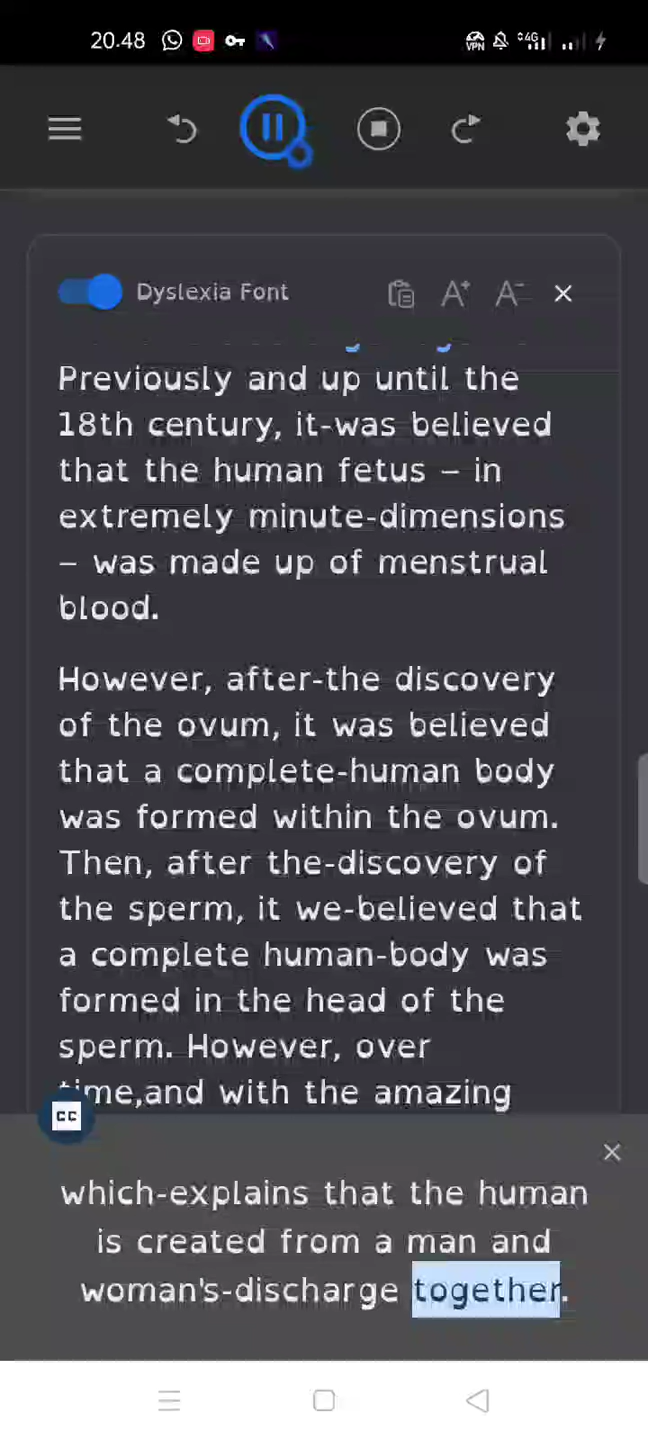 20.48
VPN
4G
Dyslexia Font
A+
A-
Previously and up until the
18th century, it-was believed
that the human fetus – in
extremely minute-dimensions
– was made up of menstrual
blood.
However, after-the discovery
of the ovum, it was believed
that a complete-human body
was formed within the ovum.
Then, after the-discovery of
the sperm, it we-believed that
a complete human-body was
formed in the head of the
sperm. However, over
time,and with the amazing
CC
which-explains that the human
is created from a man and
woman's-discharge together.